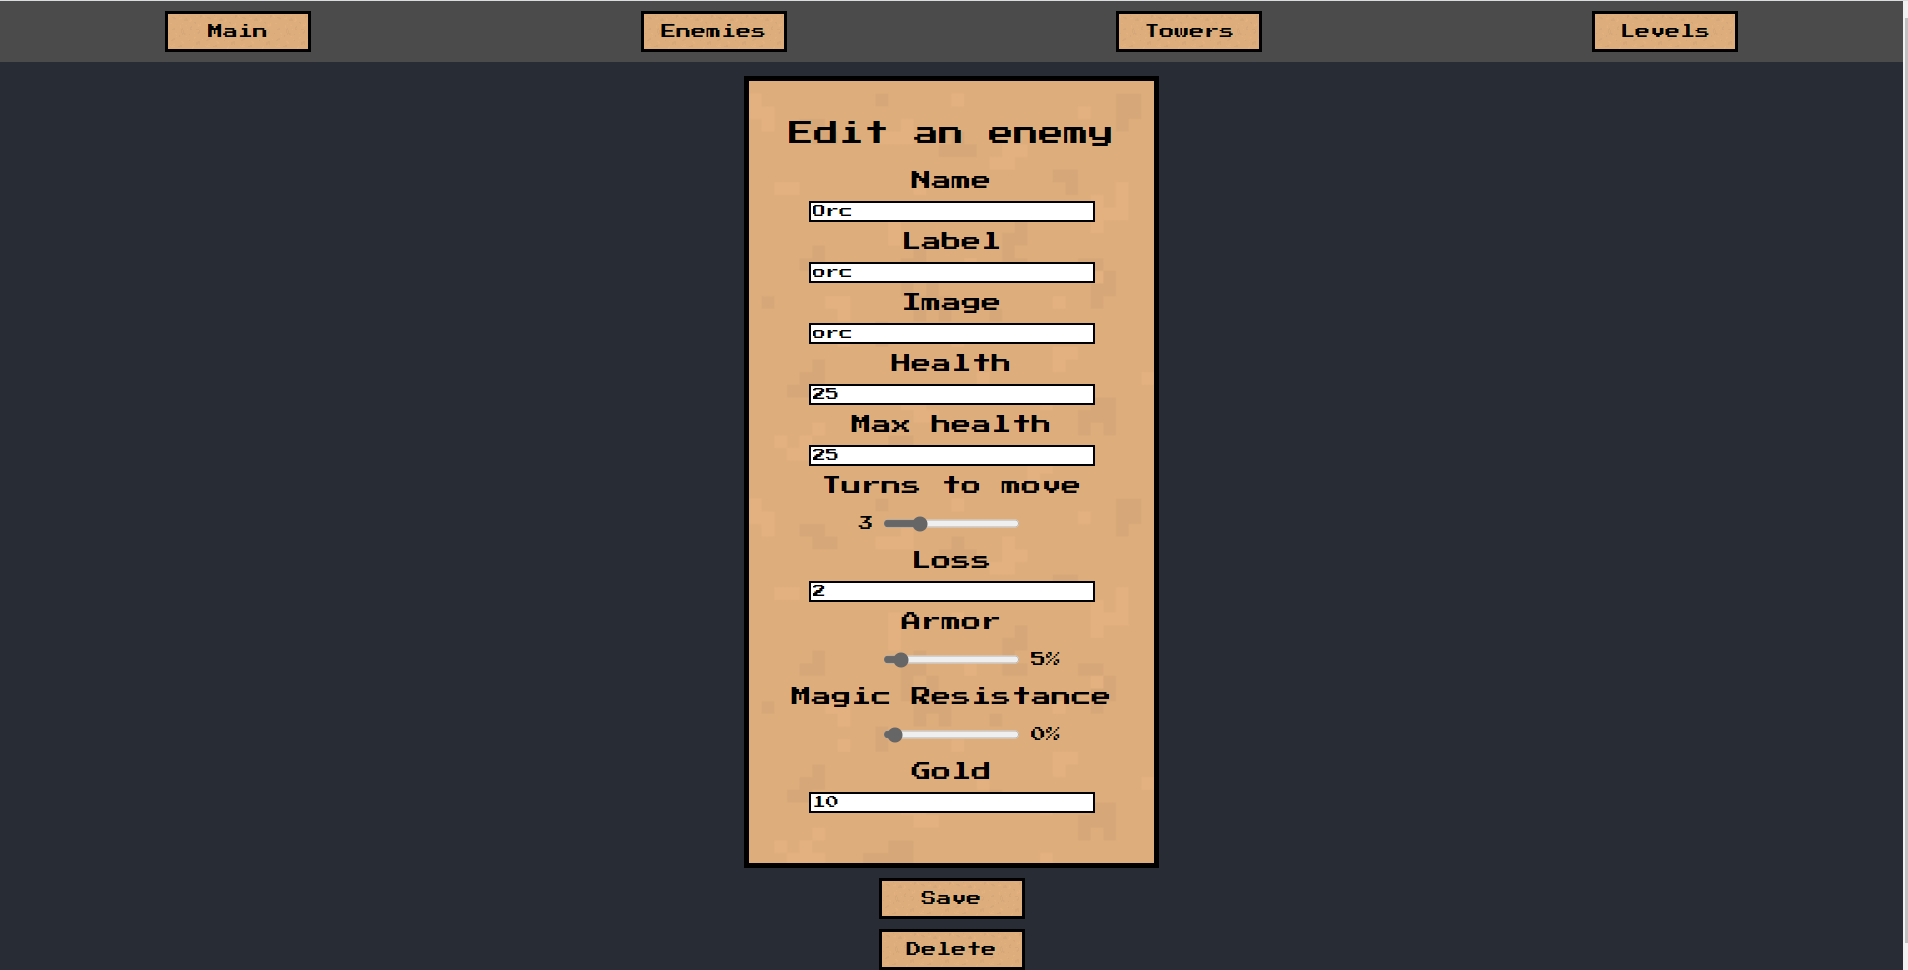 Main Enemies Towers Levels
Edit an enemy
Name
Orc
Label
orc
Image
orc
Health
25
Max health
25
Turns to move
3
Loss
2
Armor
5%
Magic Resistance
0%
Gold
10
Save
Delete